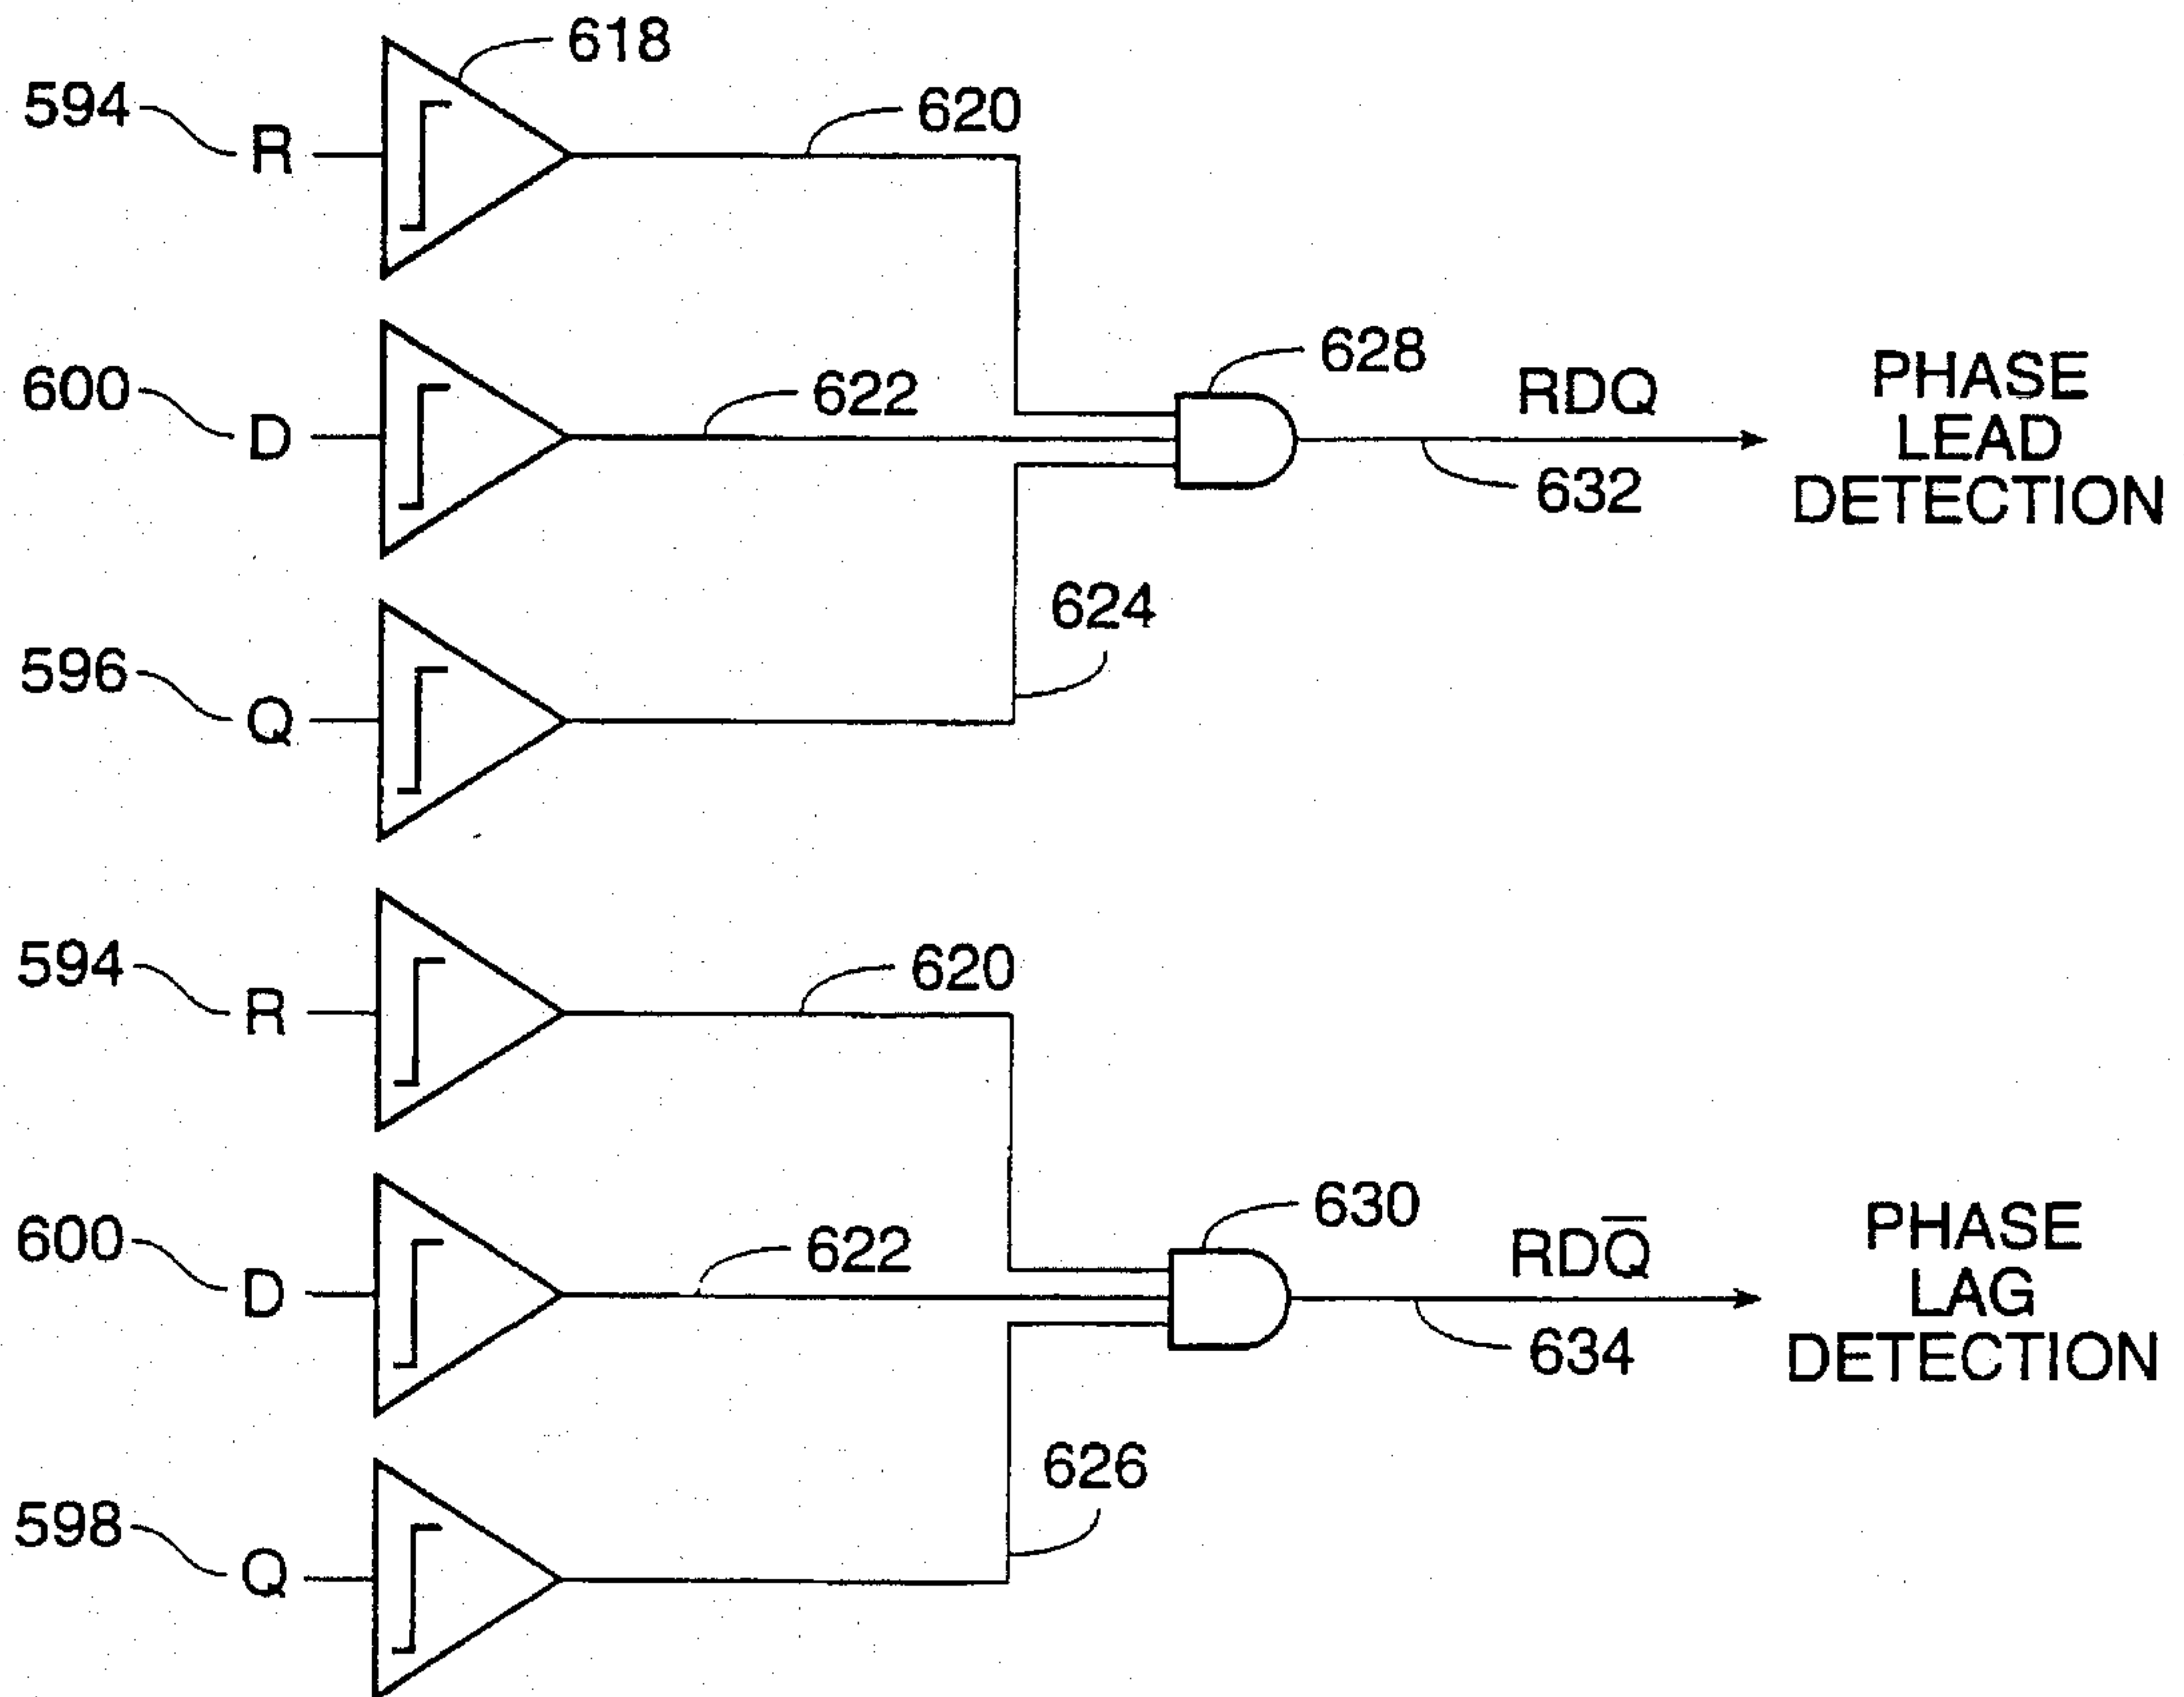 618
594
R
620
600
D
622
628
RDQ
632
PHASE
LEAD
DETECTION
624
596
Q
594
R
620
600
D
622
630
RDQ̅
634
PHASE
LAG
DETECTION
626
598
Q